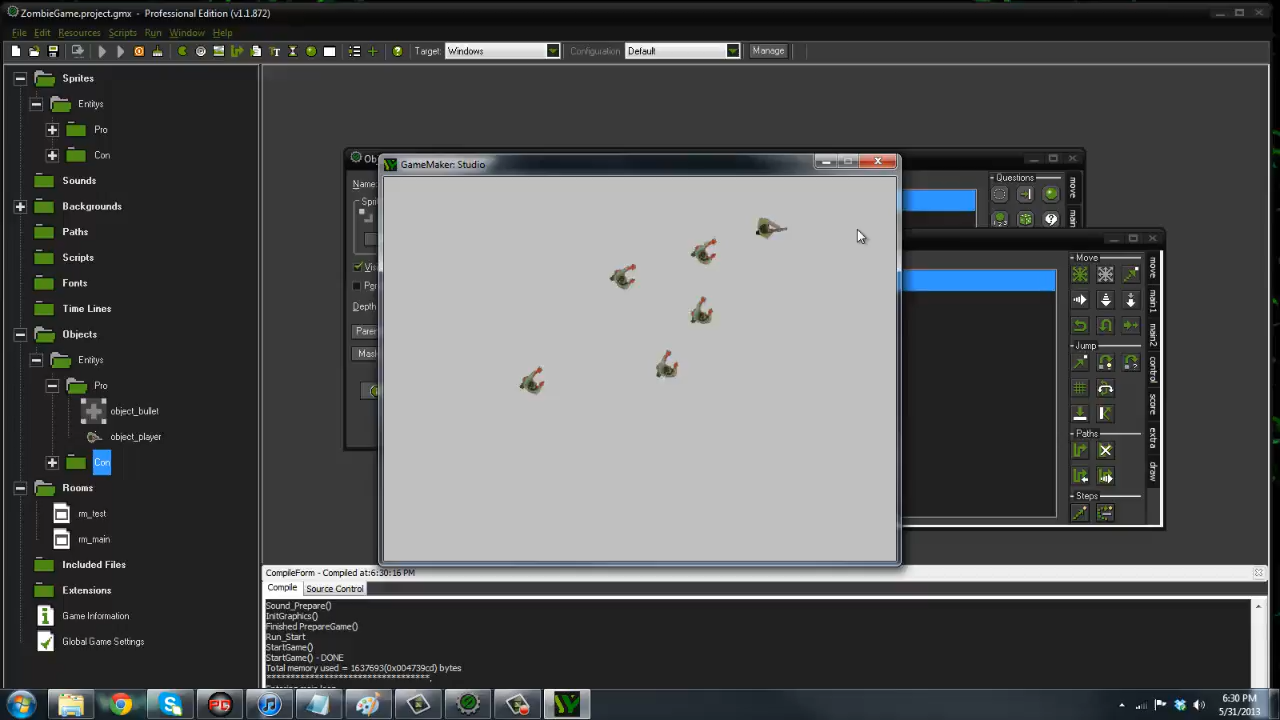 ZombieGame.project.gmx - Professional Edition (v1.1.872)
File Edit Resources Scripts Run Window Help
Target: Windows Configuration: Default Manage
Sprites
Entitys
Pro
Con
Sounds
Backgrounds
Paths
Scripts
Fonts
Time Lines
Objects
Entitys
Pro
object_bullet
object_player
Con
Rooms
rm_test
rm_main
Included Files
Extensions
Game Information
Global Game Settings
Name:
Depth
Mas
GameMaker: Studio
Questions
move
Move
Jump
Paths
Steps
move
main1
main2
control
score
extra
draw
CompileForm - Compiled at:6:30:16 PM
Compile Source Control
Sound_Prepare()
InitGraphics()
Finished PrepareGame()
Run_Start
StartGame()
StartGame() - DONE
Total memory used = 1637693(0x004739cd) bytes
6:30 PM
5/31/2013